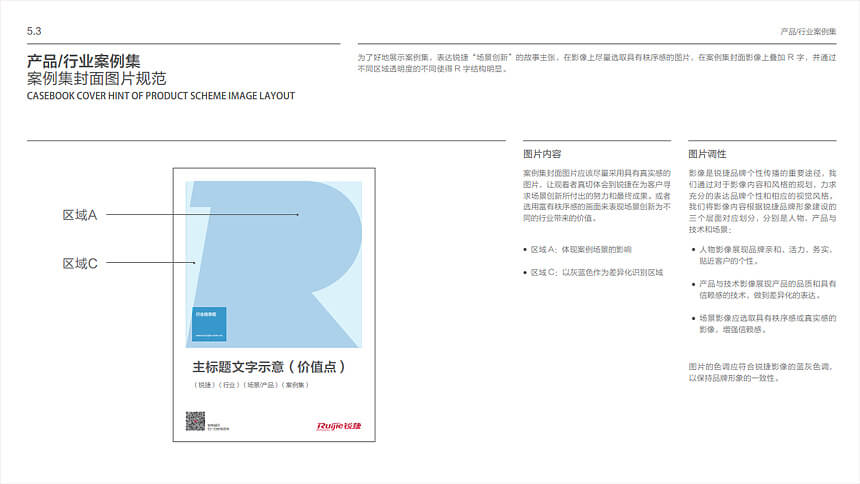 5.3
产品/行业案例集
产品/行业案例集
案例集封面图片规范
CASEBOOK COVER HINT OF PRODUCT SCHEME IMAGE LAYOUT
为了好地展示案例集，表达锐捷“场景创新”的故事主张，在影像上尽量选取具有秩序感的图片，在案例集封面影像上叠加 R 字，并通过
不同区域透明度的不同使得 R 字结构明显。
区域A
区域C
主标题文字示意（价值点）
（锐捷）（行业）（场景/产品）（案例集）
Ruijie锐捷
图片内容
案例集封面图片应该尽量采用具有真实感的
图片，让观看者真切体会到锐捷在为客户寻
求场景创新所付出的努力和最终成果。或者
选用富有秩序感的画面来表现场景创新为不
同的行业带来的价值。
区域 A：体现案例场景的影响
区域 C：以灰蓝色作为差异化识别区域
图片调性
影像是锐捷品牌个性传播的重要途径，我
们通过对于影像内容和风格的规划，力求
充分的表达品牌个性和相应的视觉风格。
我们将影像内容根据锐捷品牌形象建设的
三个层面对应划分，分别是人物、产品与
技术和场景：
人物影像展现品牌亲和、活力、务实、
贴近客户的个性。
产品与技术影像展现产品的品质和具有
信赖感的技术，做到差异化的表达。
场景影像应选取具有秩序感或真实感的
影像，增强信赖感。
图片的色调应符合锐捷影像的蓝灰色调，
以保持品牌形象的一致性。